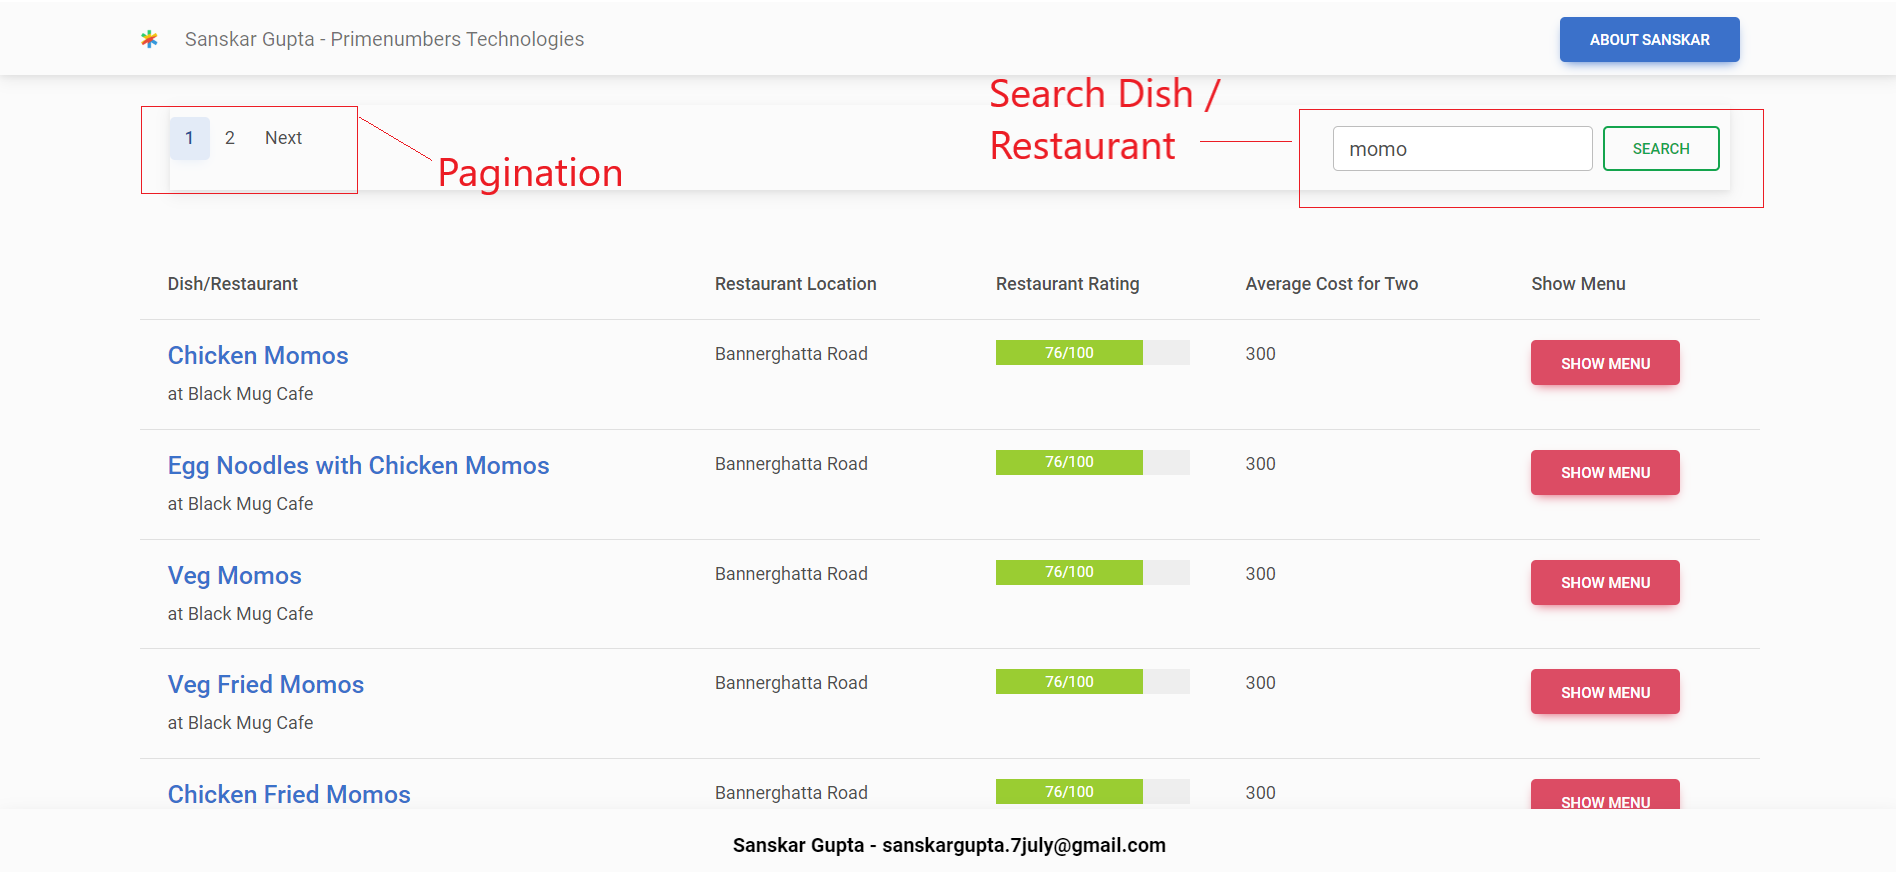 Sanskar Gupta - Primenumbers Technologies
ABOUT SANSKAR
Search Dish /
Restaurant
1 2 Next
Pagination
momo
SEARCH
Dish/Restaurant Restaurant Location Restaurant Rating Average Cost for Two Show Menu
Chicken Momos Bannerghatta Road 76/100 300 SHOW MENU
at Black Mug Cafe
Egg Noodles with Chicken Momos Bannerghatta Road 76/100 300 SHOW MENU
at Black Mug Cafe
Veg Momos Bannerghatta Road 76/100 300 SHOW MENU
at Black Mug Cafe
Veg Fried Momos Bannerghatta Road 76/100 300 SHOW MENU
at Black Mug Cafe
Chicken Fried Momos Bannerghatta Road 76/100 300 SHOW MENU
Sanskar Gupta - sanskargupta.7july@gmail.com